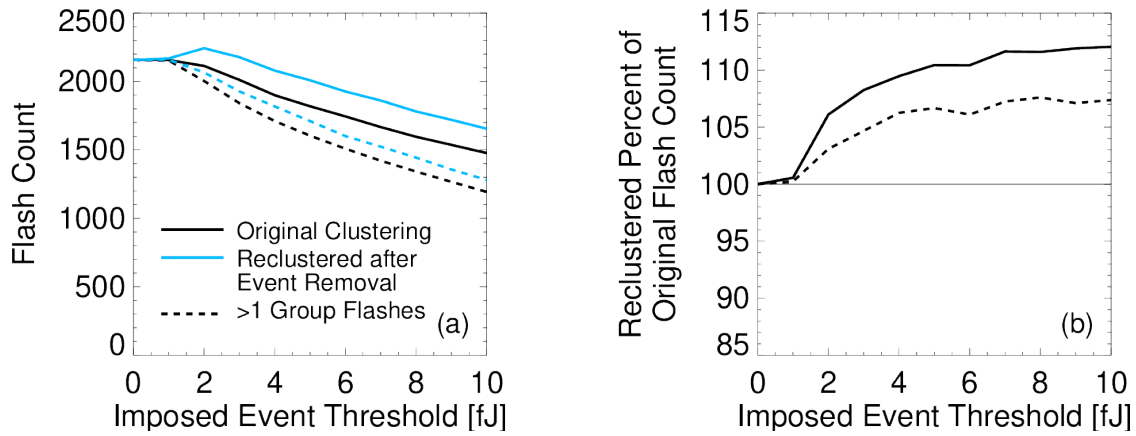 2500
2000
1500
1000
500
0
Flash Count
Original Clustering
Reclustered after
Event Removal
>1 Group Flashes
(a)
0 2 4 6 8 10
Imposed Event Threshold [fJ]
115
110
105
100
95
90
85
Reclustered Percent of
Original Flash Count
(b)
0 2 4 6 8 10
Imposed Event Threshold [fJ]